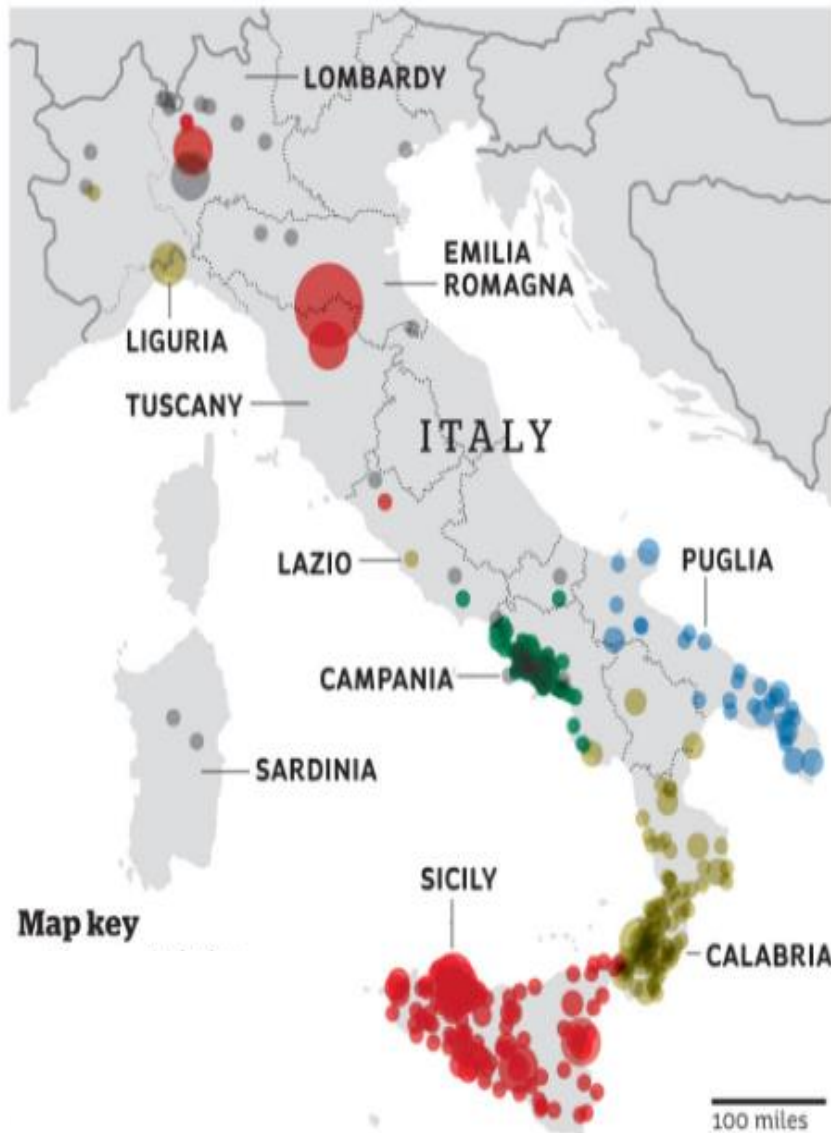 LOMBARDY
EMILIA
ROMAGNA
LIGURIA
TUSCANY
ITALY
LAZIO
PUGLIA
CAMPANIA
SARDINIA
SICILY
Map key
CALABRIA
100 miles